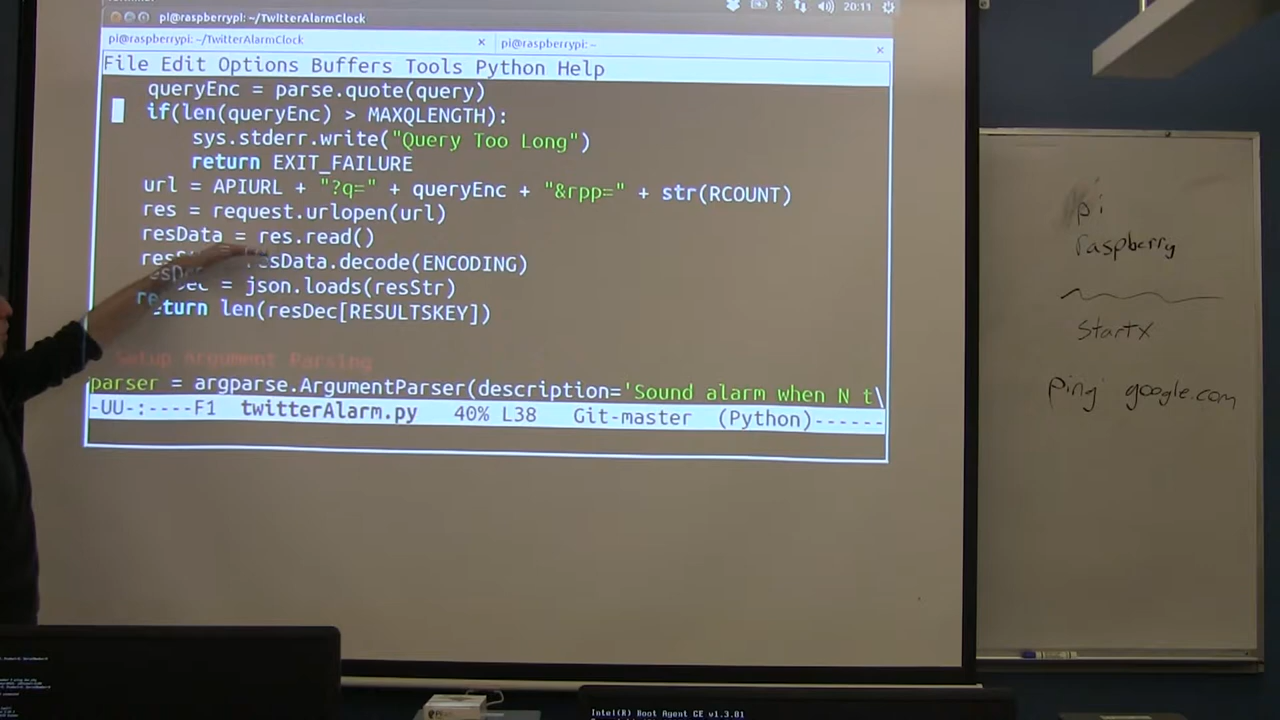 20:11
pi@raspberrypi: ~/TwitterAlarmClock
pi@raspberrypi: ~/TwitterAlarmClock × pi@raspberrypi: ~ ×
File Edit Options Buffers Tools Python Help
queryEnc = parse.quote(query)
if(len(queryEnc) > MAXQLENGTH):
sys.stderr.write("Query Too Long")
return EXIT_FAILURE
url = APIURL + "?q=" + queryEnc + "&rpp=" + str(RCOUNT)
res = request.urlopen(url)
resData = res.read()
resData.decode(ENCODING)
= json.loads(resStr)
return len(resDec[RESULTSKEY])
Setup Argument Parsing
parser = argparse.ArgumentParser(description='Sound alarm when N t\
-UU-:----F1 twitterAlarm.py 40% L38 Git-master (Python)------
pi
raspberry
startx
ping google.com
Intel(R) Boot Agent GE v1.3.81